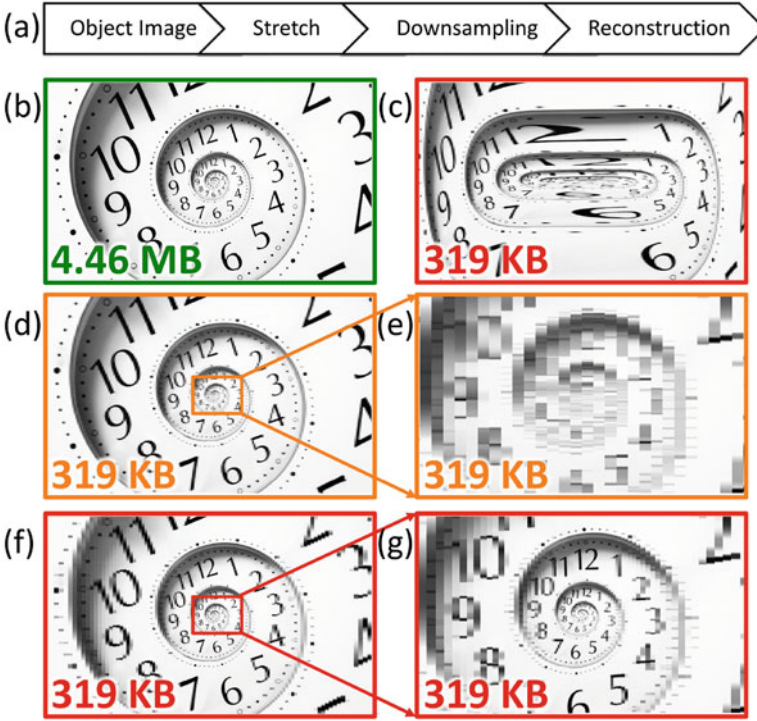 (a) Object Image Stretch Downsampling Reconstruction
(b)
4.46 MB
(c)
319 KB
(d)
319 KB
(e)
319 KB
(f)
319 KB
(g)
319 KB